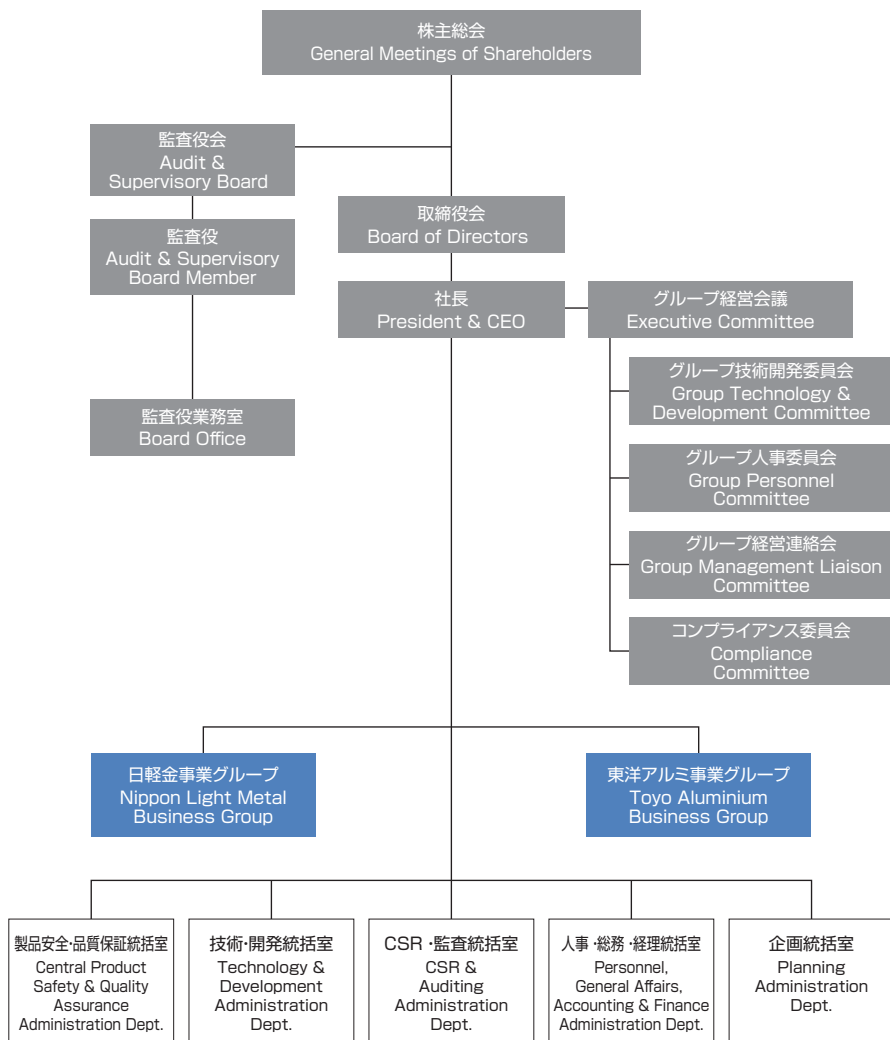 株主総会
General Meetings of Shareholders
監査役会
Audit &
Supervisory Board
取締役会
Board of Directors
監査役
Audit & Supervisory
Board Member
社長
President & CEO
グループ経営会議
Executive Committee
グループ技術開発委員会
Group Technology &
Development Committee
監査役業務室
Board Office
グループ人事委員会
Group Personnel
Committee
グループ経営連絡会
Group Management Liaison
Committee
コンプライアンス委員会
Compliance
Committee
日軽金事業グループ
Nippon Light Metal
Business Group
東洋アルミ事業グループ
Toyo Aluminium
Business Group
製品安全・品質保証統括室
Central Product
Safety & Quality
Assurance
Administration Dept.
技術・開発統括室
Technology &
Development
Administration
Dept.
CSR・監査統括室
CSR &
Auditing
Administration
Dept.
人事・総務・経理統括室
Personnel,
General Affairs,
Accounting & Finance
Administration Dept.
企画統括室
Planning
Administration
Dept.